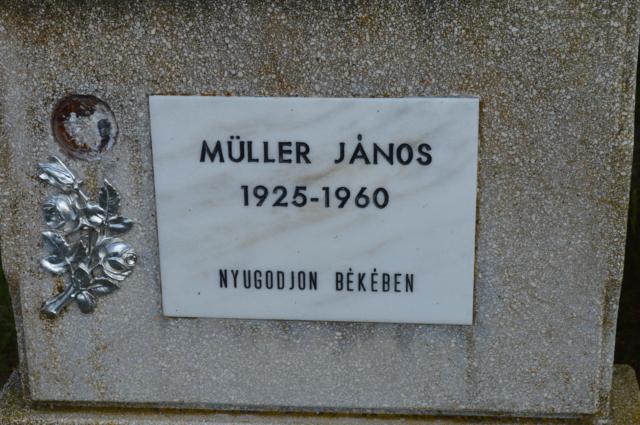 MÜLLER JÁNOS
1925-1960
NYUGODJON BÉKÉBEN